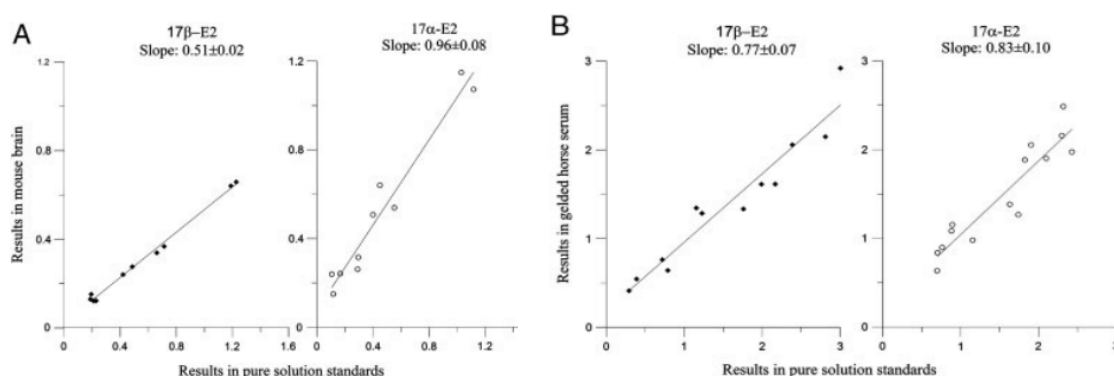 A
17β–E2
Slope: 0.51±0.02
17α-E2
Slope: 0.96±0.08
B
17β–E2
Slope: 0.77±0.07
17α-E2
Slope: 0.83±0.10
Results in mouse brain
1.2
0.8
0.4
0
0 0.4 0.8 1.2 1.6
1.2
0.8
0.4
0
0 0.4 0.8 1.2
Results in pure solution standards
Results in gelded horse serum
3
2
1
0
0 1 2 3
3
2
1
0
0 1 2 3
Results in pure solution standards